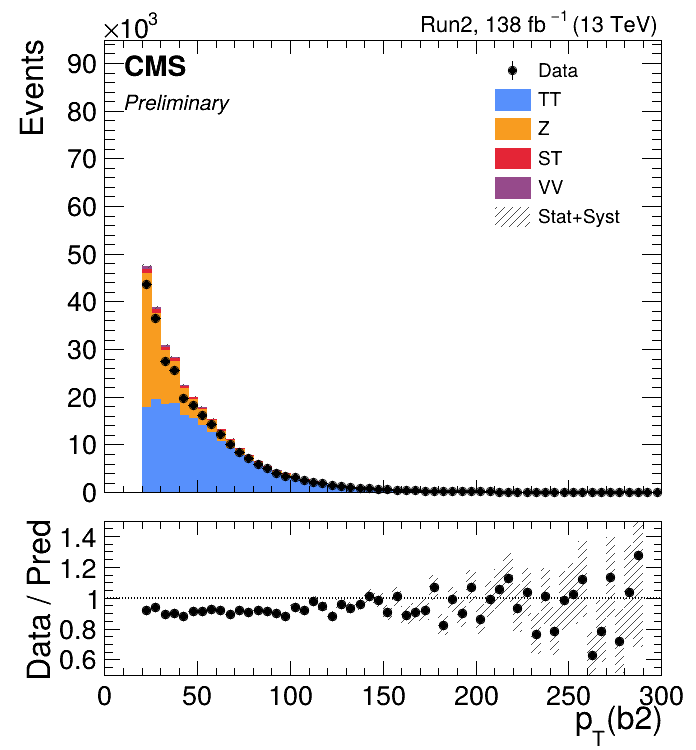 ×10³
Run2, 138 fb⁻¹ (13 TeV)
Events
CMS
Preliminary
Data
TT
Z
ST
VV
Stat+Syst
90
80
70
60
50
40
30
20
10
0
Data / Pred
1.4
1.2
1
0.8
0.6
0 50 100 150 200 250 300
p_T(b2)